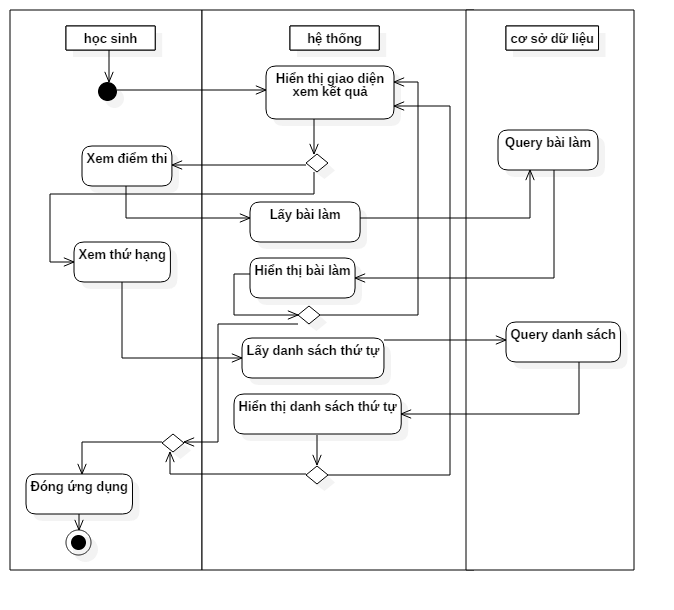 học sinh
hệ thống
cơ sở dữ liệu
Hiển thị giao diện
xem kết quả
Xem điểm thi
Query bài làm
Lấy bài làm
Xem thứ hạng
Hiển thị bài làm
Lấy danh sách thứ tự
Query danh sách
Hiển thị danh sách thứ tự
Đóng ứng dụng